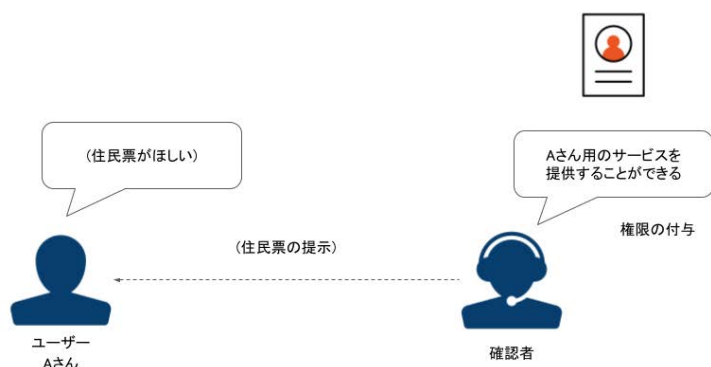 (住民票がほしい)
Aさん用のサービスを
提供することができる
権限の付与
(住民票の提示)
ユーザー
Aさん
確認者